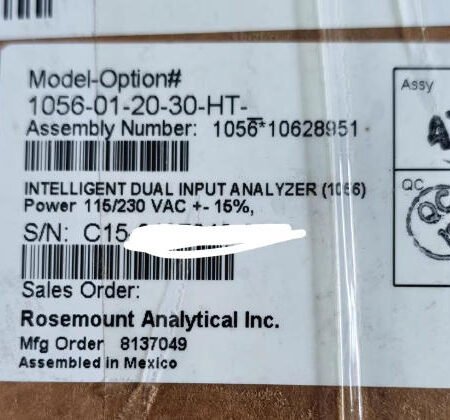 Model-Option#
1056-01-20-30-HT-
Assembly Number: 1056*10628951
INTELLIGENT DUAL INPUT ANALYZER (1056)
Power 115/230 VAC +- 15%,
S/N: C15
Sales Order:
Rosemount Analytical Inc.
Mfg Order 8137049
Assembled in Mexico
Assy
QC